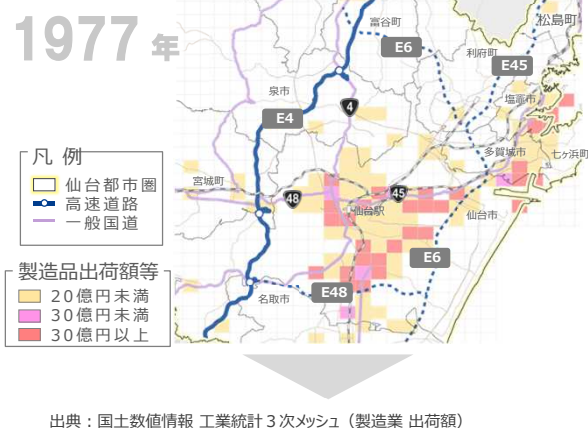 1977 年
富谷町
松島町
E6
利府町
E45
泉市
塩竈市
4
E4
凡 例
仙台都市圏
高速道路
一般国道
多賀城市
七ヶ浜町
宮城町
48
45
仙台駅
仙台市
製造品出荷額等
20億円未満
30億円未満
30億円以上
E6
E48
名取市
出典：国土数値情報 工業統計３次メッシュ（製造業 出荷額）